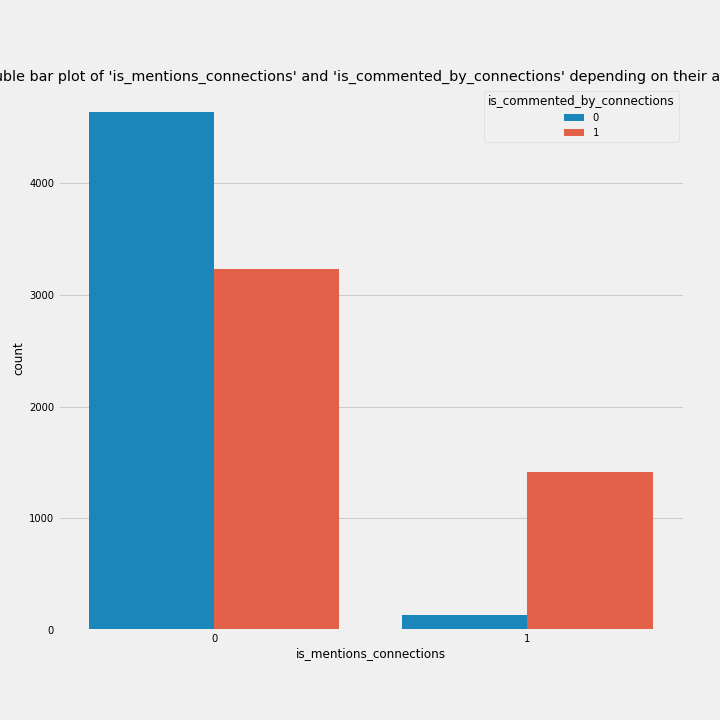 uble bar plot of 'is_mentions_connections' and 'is_commented_by_connections' depending on their a
is_commented_by_connections
0
1
4000
3000
2000
1000
0
count
0 1
is_mentions_connections